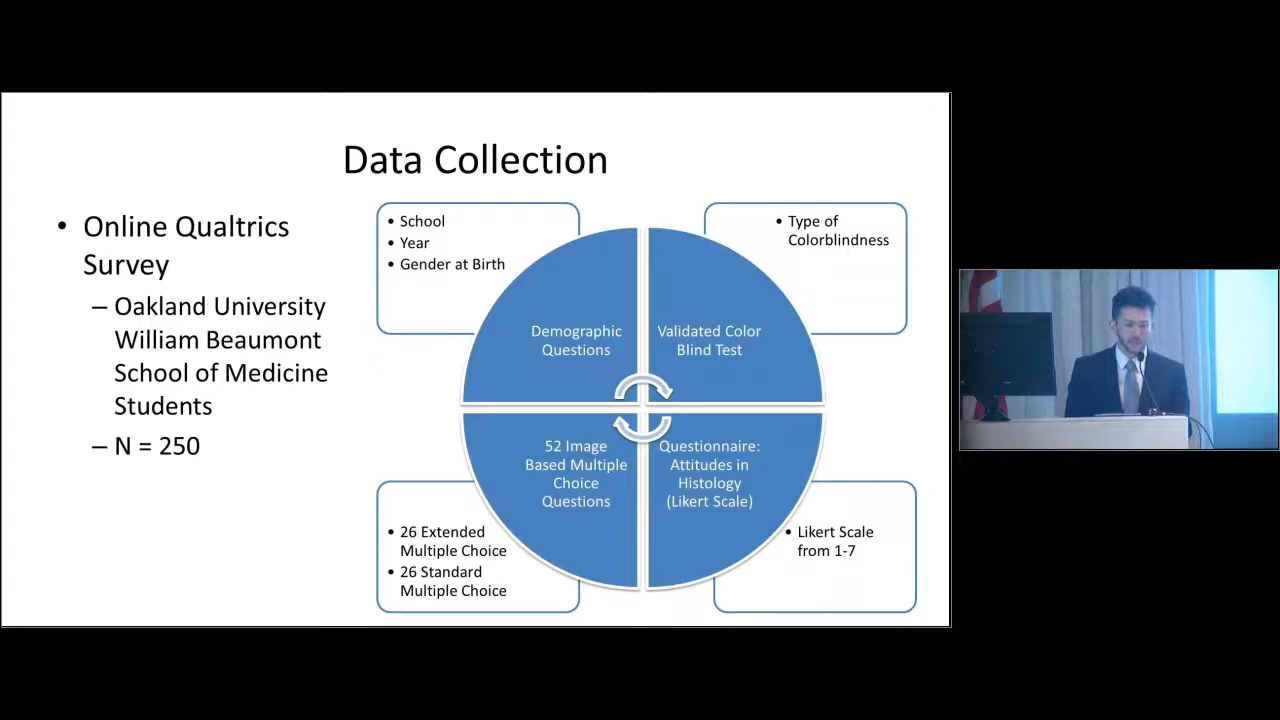 Data Collection
• Online Qualtrics
Survey
– Oakland University
William Beaumont
School of Medicine
Students
– N = 250
• School
• Year
• Gender at Birth
• Type of
Colorblindness
Demographic
Questions
Validated Color
Blind Test
52 Image
Based Multiple
Choice
Questions
Questionnaire:
Attitudes in
Histology
(Likert Scale)
• 26 Extended
Multiple Choice
• 26 Standard
Multiple Choice
• Likert Scale
from 1-7